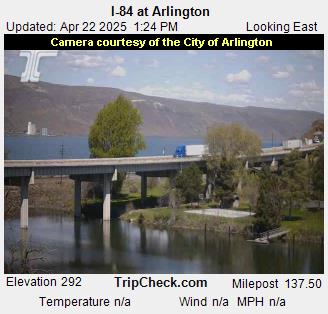 I-84 at Arlington
Updated: Apr 22 2025 1:24 PM Looking East
Camera courtesy of the City of Arlington
Elevation 292 TripCheck.com Milepost 137.50
Temperature n/a Wind n/a MPH n/a